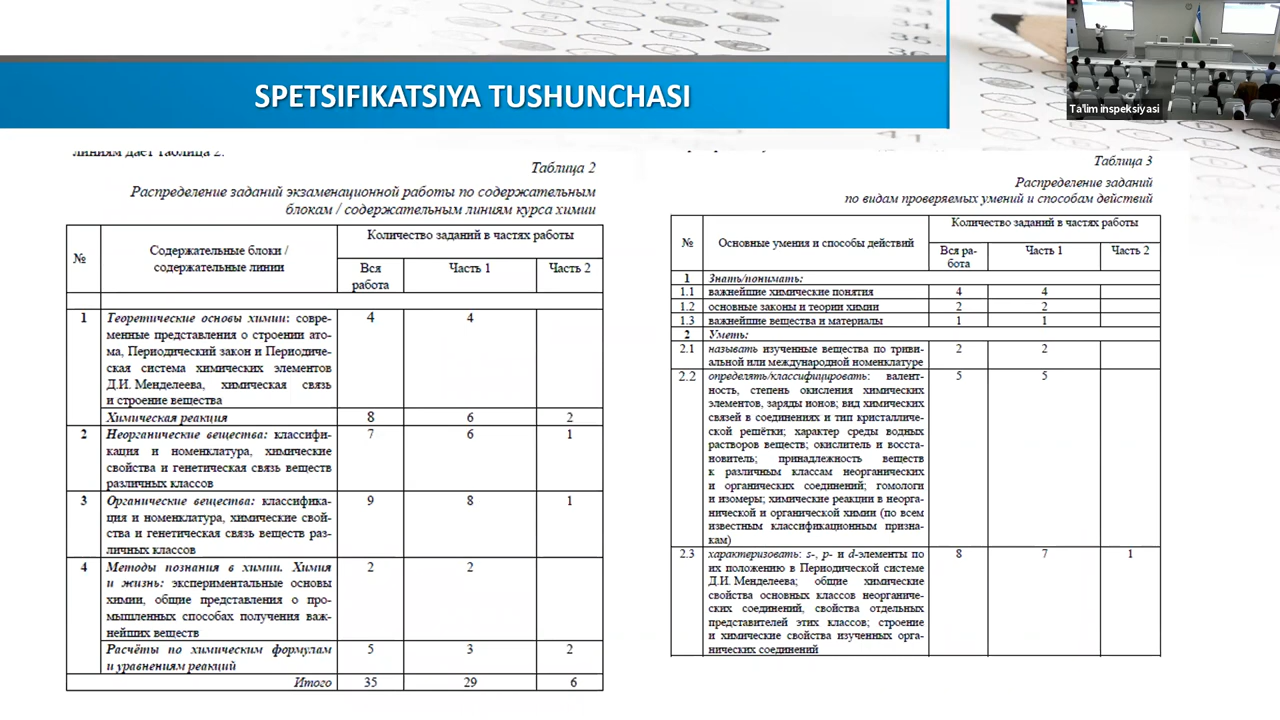 SPETSIFIKATSIYA TUSHUNCHASI
Ta'lim inspeksiyasi
линиям дает таблица 2.
Таблица 2
Распределение заданий экзаменационной работы по содержательным
блокам / содержательным линиям курса химии
№
Содержательные блоки /
содержательные линии
Количество заданий в частях работы
Вся
работа
Часть 1
Часть 2
1 Теоретические основы химии: совре- 4 4
менные представления о строении ато-
ма, Периодический закон и Периодиче-
ская система химических элементов
Д.И. Менделеева, химическая связь
и строение вещества
Химическая реакция 8 6 2
2 Неорганические вещества: классифи- 7 6 1
кация и номенклатура, химические
свойства и генетическая связь веществ
различных классов
3 Органические вещества: классифика- 9 8 1
ция и номенклатура, химические свой-
ства и генетическая связь веществ раз-
личных классов
4 Методы познания в химии. Химия 2 2
и жизнь: экспериментальные основы
химии, общие представления о про-
мышленных способах получения важ-
нейших веществ
Расчёты по химическим формулам 5 3 2
и уравнениям реакций
Итого 35 29 6
Таблица 3
Распределение заданий
по видам проверяемых умений и способам действий
№
Основные умения и способы действий
Количество заданий в частях работы
Вся ра-
бота
Часть 1
Часть 2
1 Знать/понимать:
1.1 важнейшие химические понятия 4 4
1.2 основные законы и теории химии 2 2
1.3 важнейшие вещества и материалы 1 1
2 Уметь:
2.1 называть изученные вещества по триви- 2 2
альной или международной номенклатуре
2.2 определять/классифицировать: валент- 5 5
ность, степень окисления химических
элементов, заряды ионов; вид химических
связей в соединениях и тип кристалличе-
ской решётки; характер среды водных
растворов веществ; окислитель и восста-
новитель; принадлежность веществ
к различным классам неорганических
и органических соединений; гомологи
и изомеры; химические реакции в неорга-
нической и органической химии (по всем
известным классификационным призна-
кам)
2.3 характеризовать: s-, p- и d-элементы по 8 7 1
их положению в Периодической системе
Д.И. Менделеева; общие химические
свойства основных классов неорганиче-
ских соединений, свойства отдельных
представителей этих классов; строение
и химические свойства изученных орга-
нических соединений